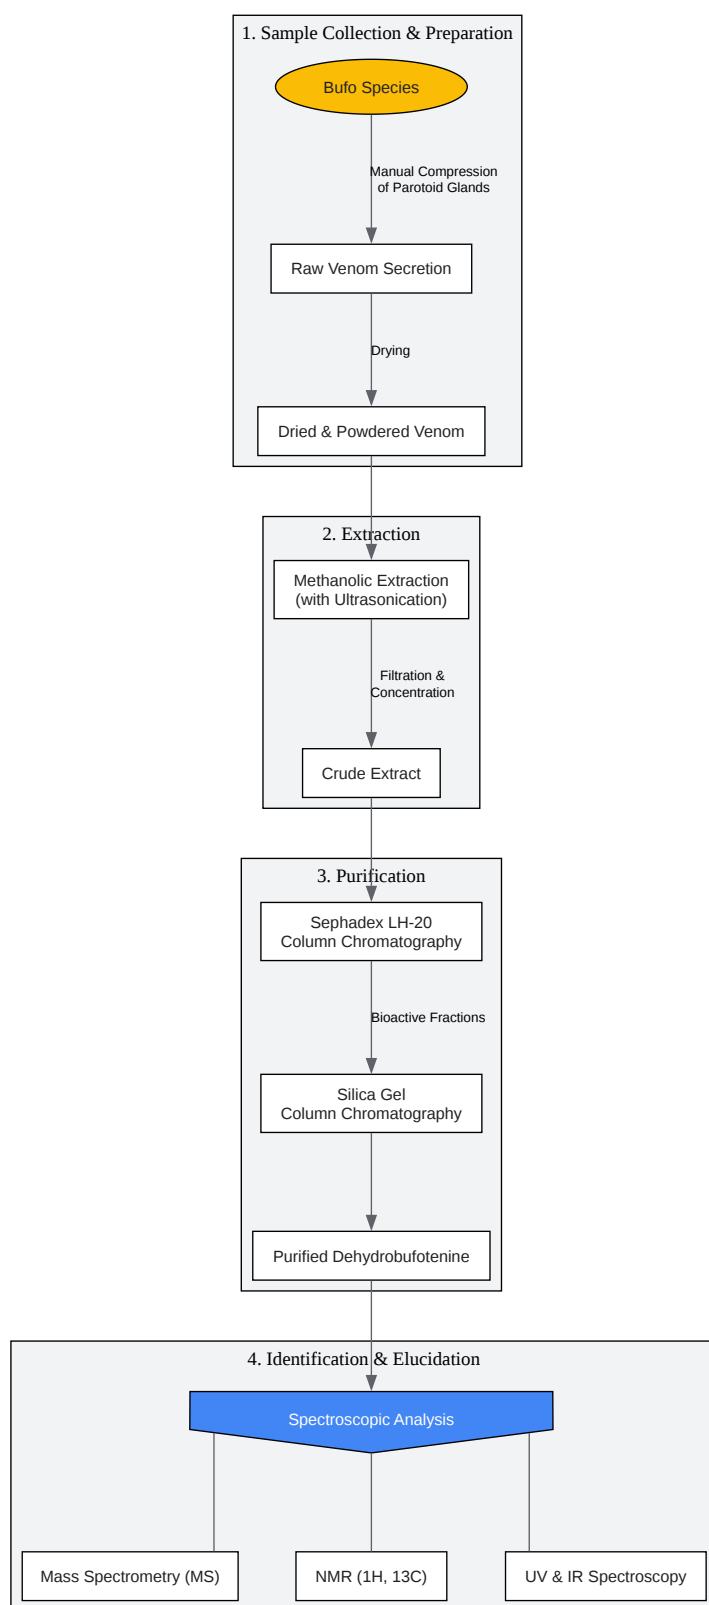 1. Sample Collection & Preparation
Bufo Species
Manual Compression
of Parotoid Glands
Raw Venom Secretion
Drying
Dried & Powdered Venom
2. Extraction
Methanolic Extraction
(with Ultrasonication)
Filtration &
Concentration
Crude Extract
3. Purification
Sephadex LH-20
Column Chromatography
Bioactive Fractions
Silica Gel
Column Chromatography
Purified Dehydrobufotenine
4. Identification & Elucidation
Spectroscopic Analysis
Mass Spectrometry (MS)
NMR (1H, 13C)
UV & IR Spectroscopy